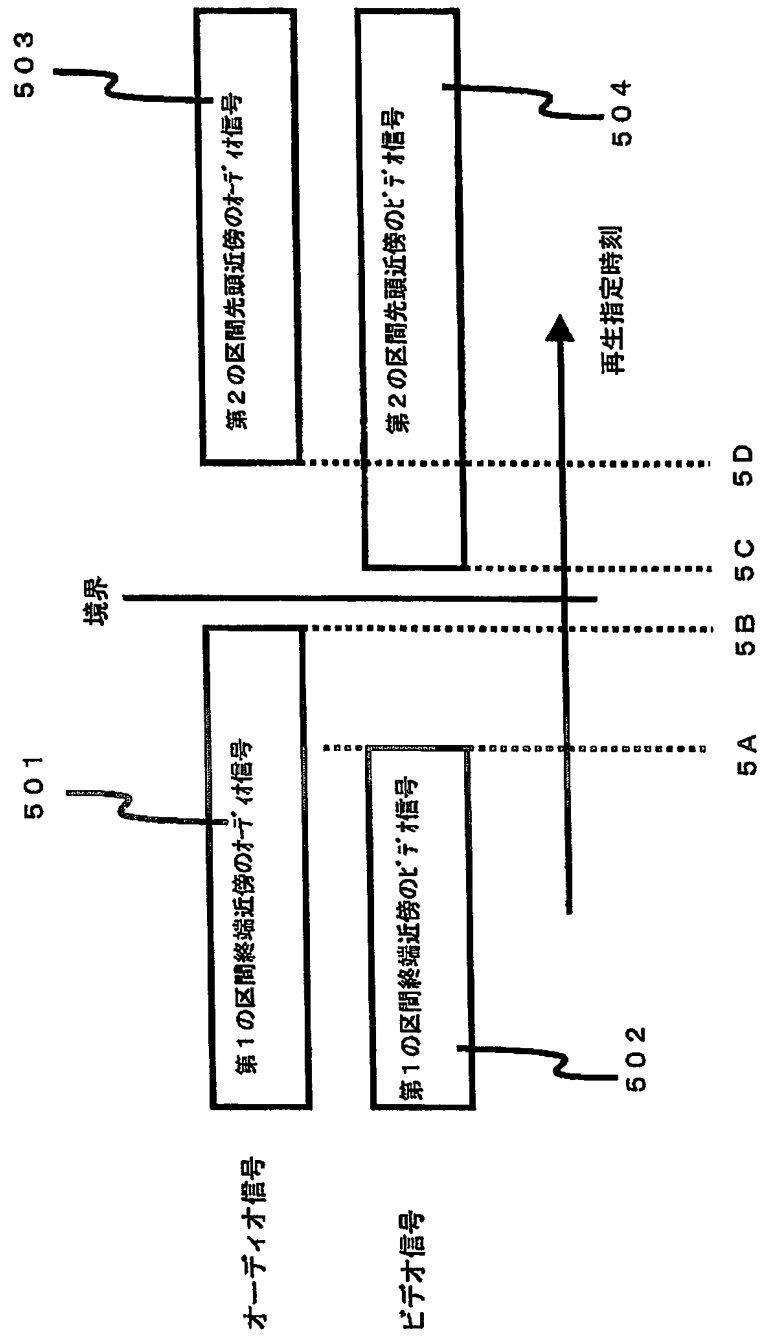 503
501
境界
オーディオ信号
第1の区間終端近傍のオーディオ信号
第2の区間先頭近傍のオーディオ信号
ビデオ信号
第1の区間終端近傍のビデオ信号
第2の区間先頭近傍のビデオ信号
502
504
再生指定時刻
5A
5B
5C
5D